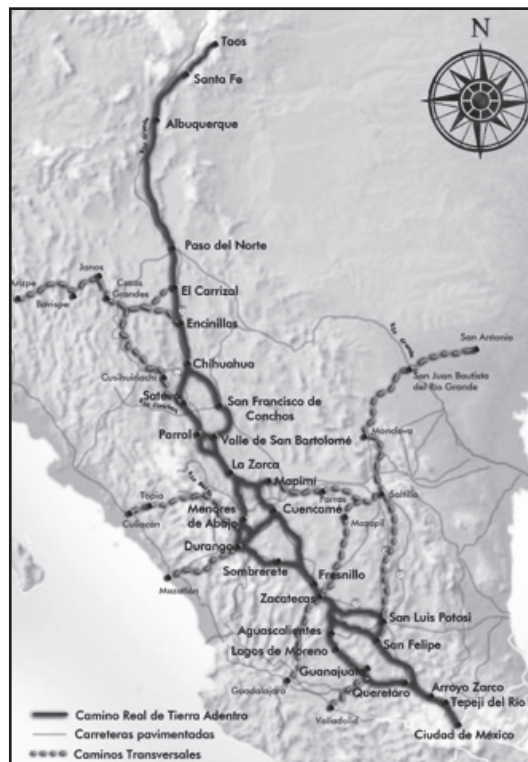 Taos
N
Santa Fe
Albuquerque
Paso del Norte
Janos
Casas
Grandes
El Carrizal
Encinillas
San Antonio
Chihuahua
San Juan Bautista
del Río Grande
Cusihuiriachi
Satevó
San Francisco de
Conchos
Parral
Valle de San Bartolomé
Monclova
La Zarca
Mapimí
Parras
Saltillo
Topia
Culiacán
Cuencamé
Mazapil
Durango
Mazatlán
Sombrerete
Fresnillo
Zacatecas
San Luis Potosí
Aguascalientes
San Felipe
Lagos de Moreno
Guanajuato
Guadalajara
Querétaro
Arroyo Zarco
Tepeji del Río
Valladolid
Ciudad de México
Camino Real de Tierra Adentro
Carreteras pavimentadas
Caminos Transversales